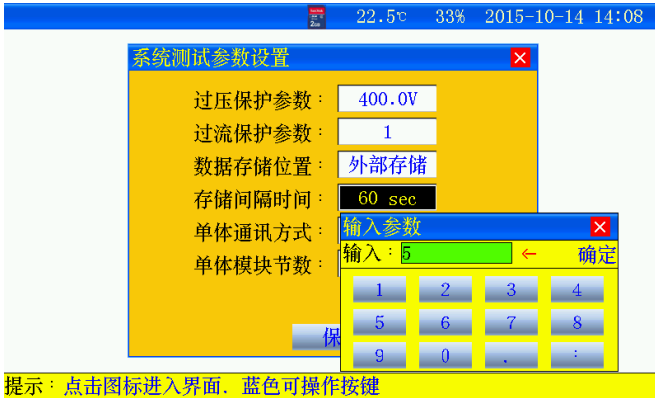 22.5℃ 33% 2015-10-14 14:08
系统测试参数设置
过压保护参数： 400.0V
过流保护参数： 1
数据存储位置： 外部存储
存储间隔时间： 60 sec
单体通讯方式：
单体模块节数：
保
输入参数
输入：5 ← 确定
1 2 3 4
5 6 7 8
9 0 . :
提示：点击图标进入界面．蓝色可操作按键